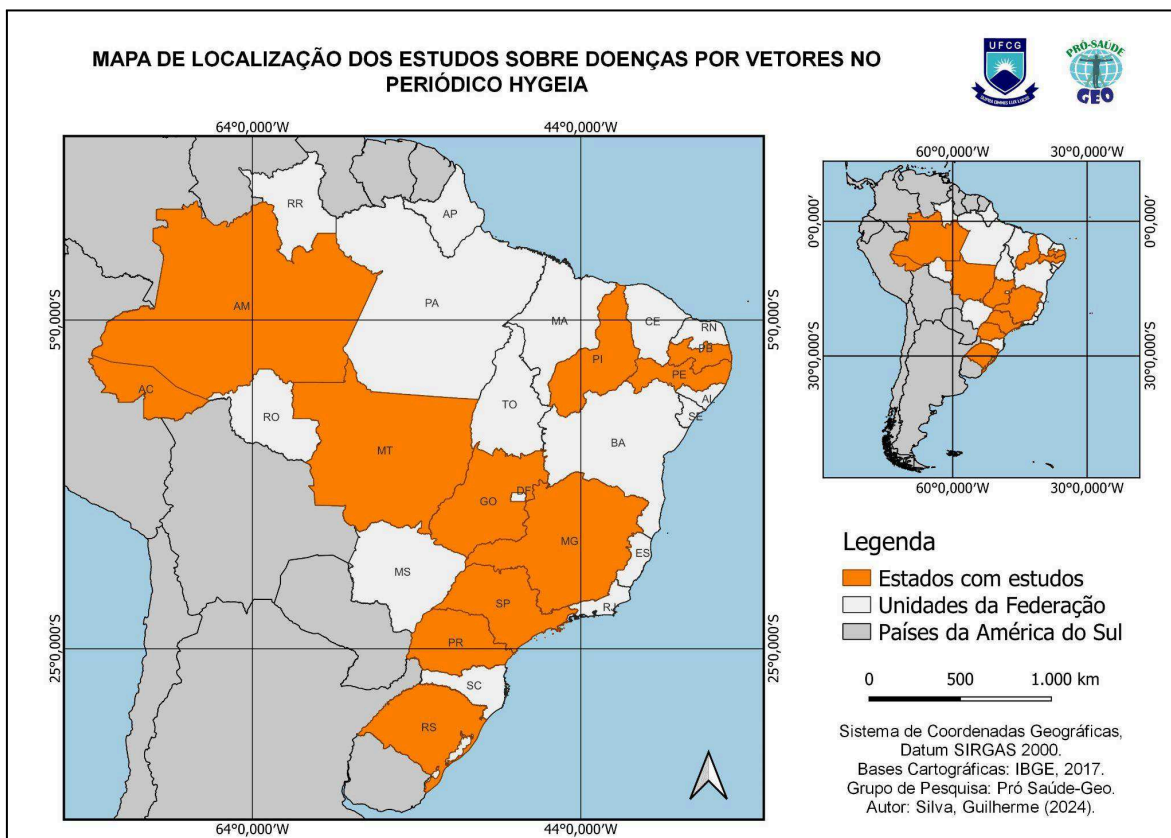 MAPA DE LOCALIZAÇÃO DOS ESTUDOS SOBRE DOENÇAS POR VETORES NO
PERIÓDICO HYGEIA
UFCG
PRÓ-SAÚDE
GEO
64°0,000'W
44°0,000'W
5°0,000'S
25°0,000'S
RR
AP
AM
PA
MA
CE
RN
PB
PI
PE
AC
AL
SE
TO
RO
BA
MT
GO
DF
MG
ES
MS
SP
RJ
PR
SC
RS
5°0,000'S
25°0,000'S
64°0,000'W
44°0,000'W
60°0,000'W
30°0,000'W
0°0,000'
30°0,000'S
0°0,000'
30°0,000'S
60°0,000'W
30°0,000'W
Legenda
Estados com estudos
Unidades da Federação
Países da América do Sul
0 500 1.000 km
Sistema de Coordenadas Geográficas,
Datum SIRGAS 2000.
Bases Cartográficas: IBGE, 2017.
Grupo de Pesquisa: Pró Saúde-Geo.
Autor: Silva, Guilherme (2024).